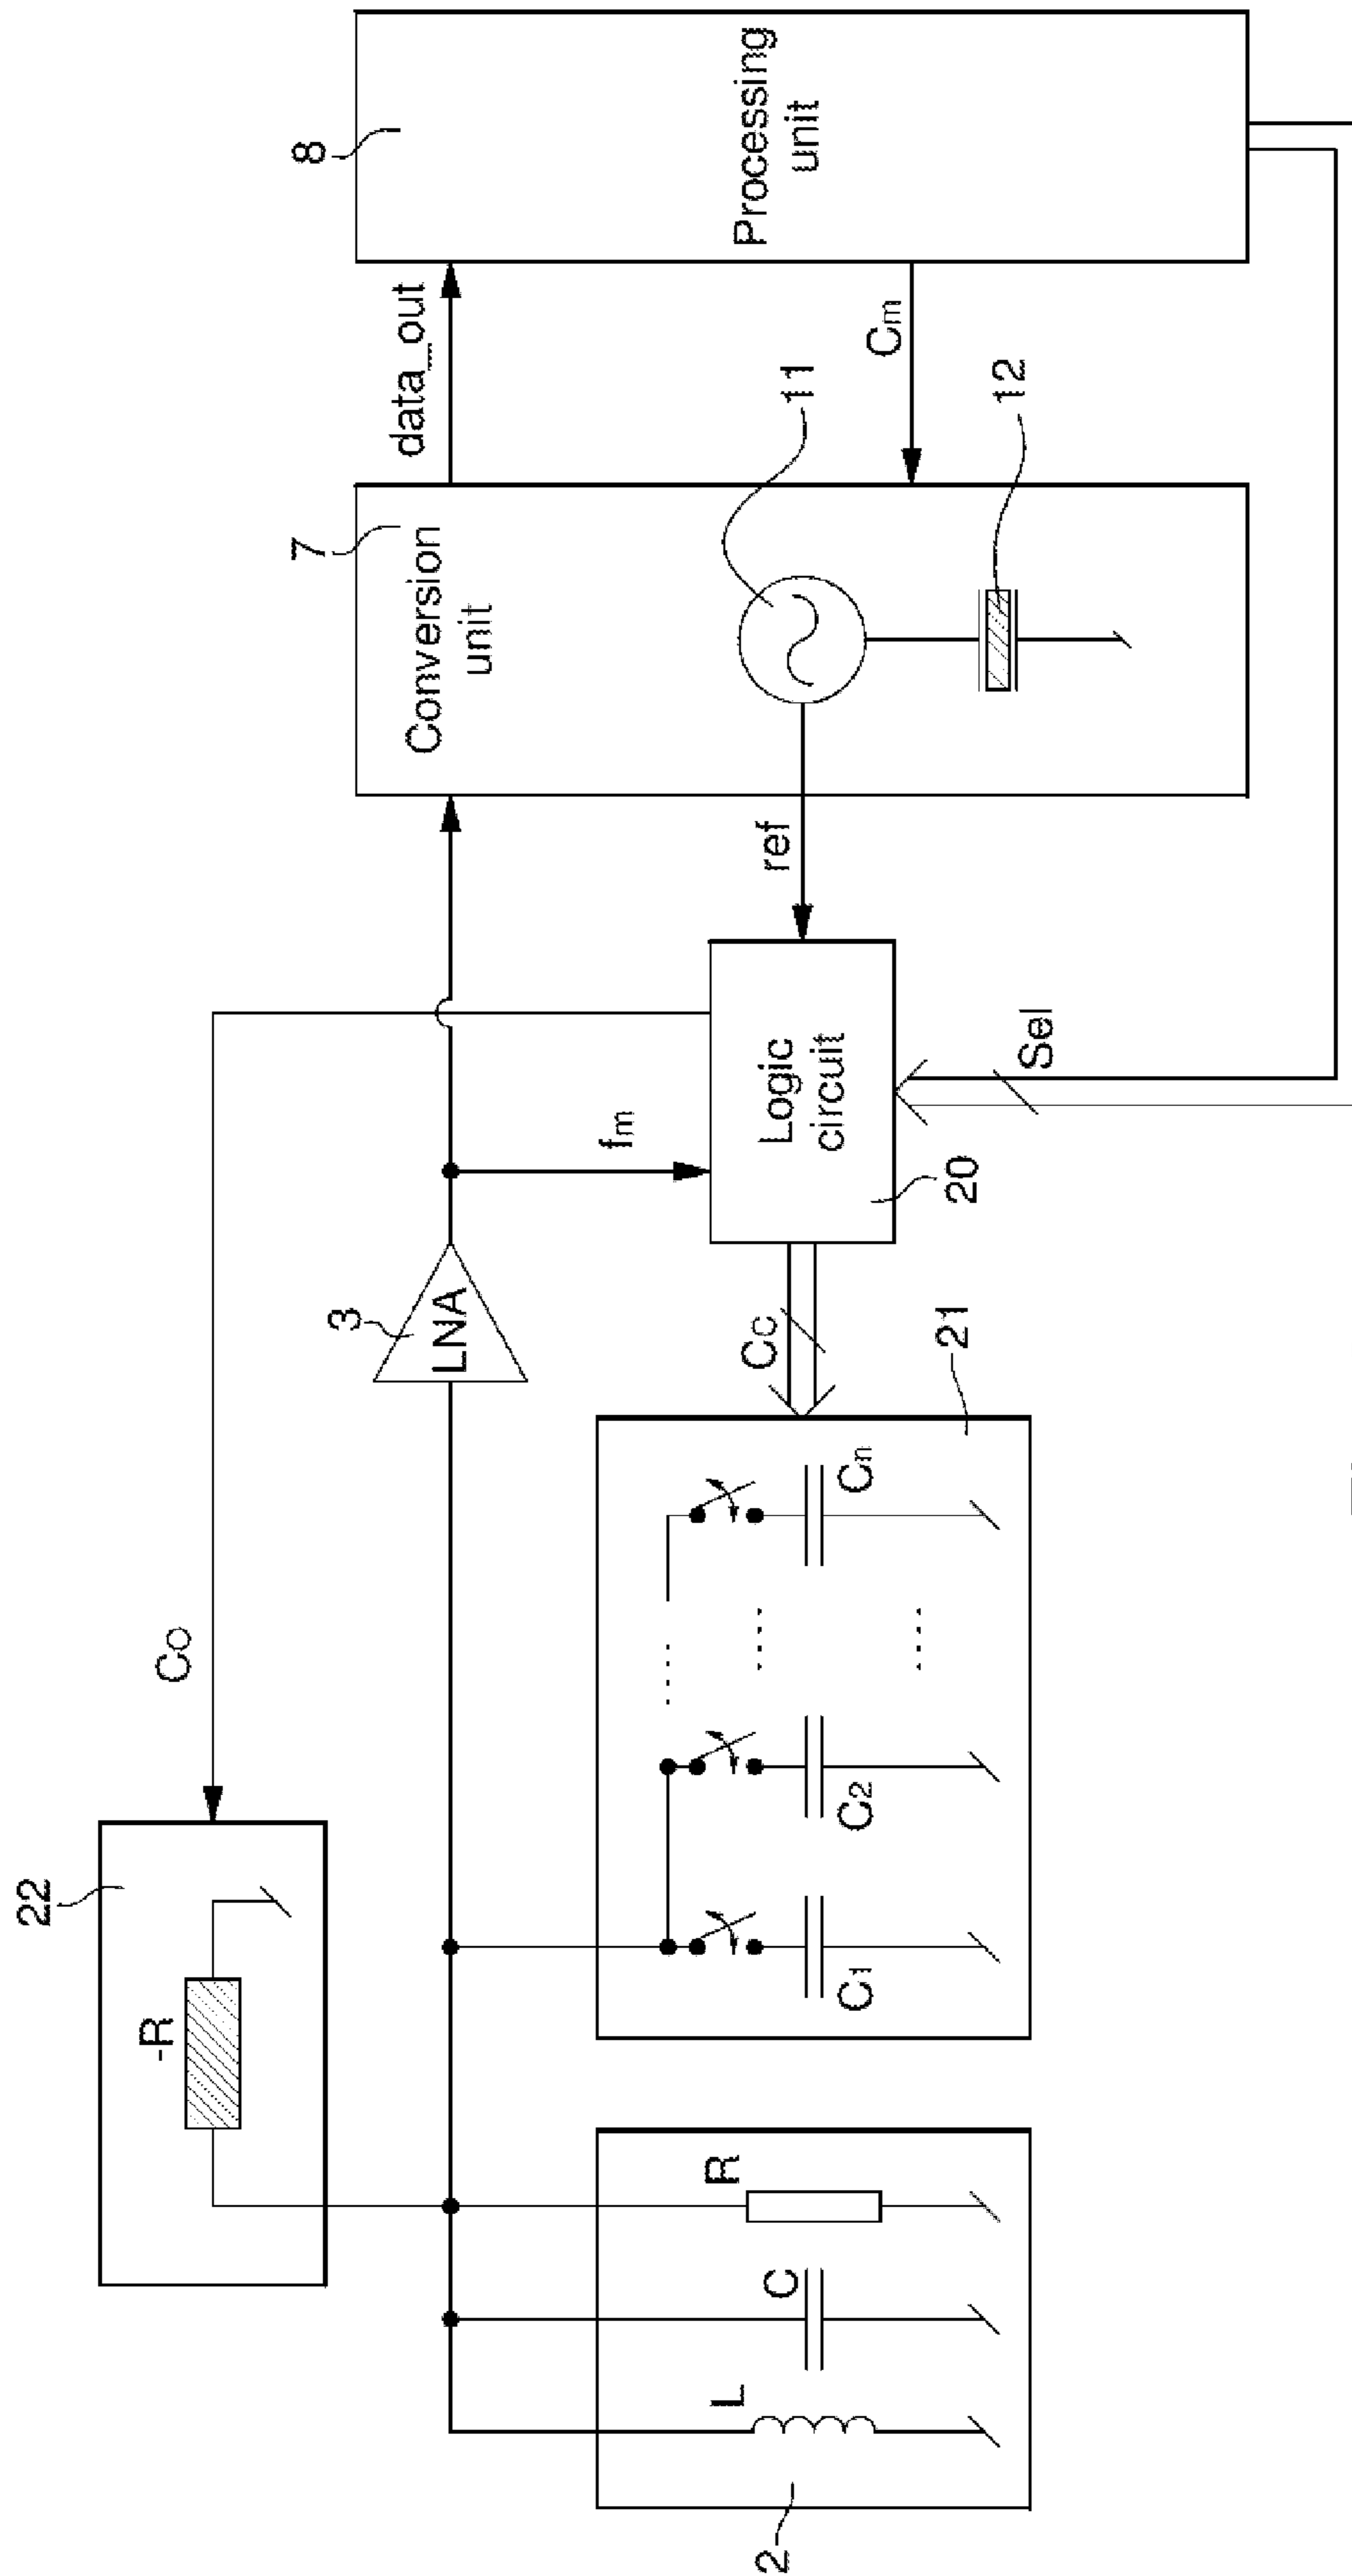 22
-R
Co
8
Processing
unit
data_out
Cm
7
Conversion
unit
11
12
3
LNA
fm
ref
Logic
circuit
20
Sel
Cc
21
C1
C2
....
....
....
Cn
2
L
C
R